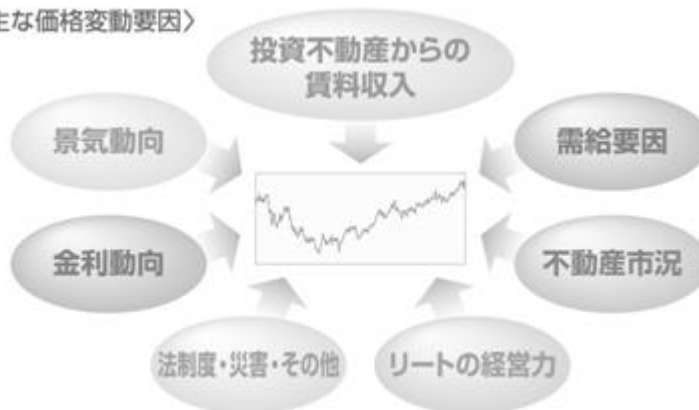 主な価格変動要因〉
投資不動産からの
賃料収入
景気動向
需給要因
金利動向
不動産市況
法制度・災害・その他
リートの経営力